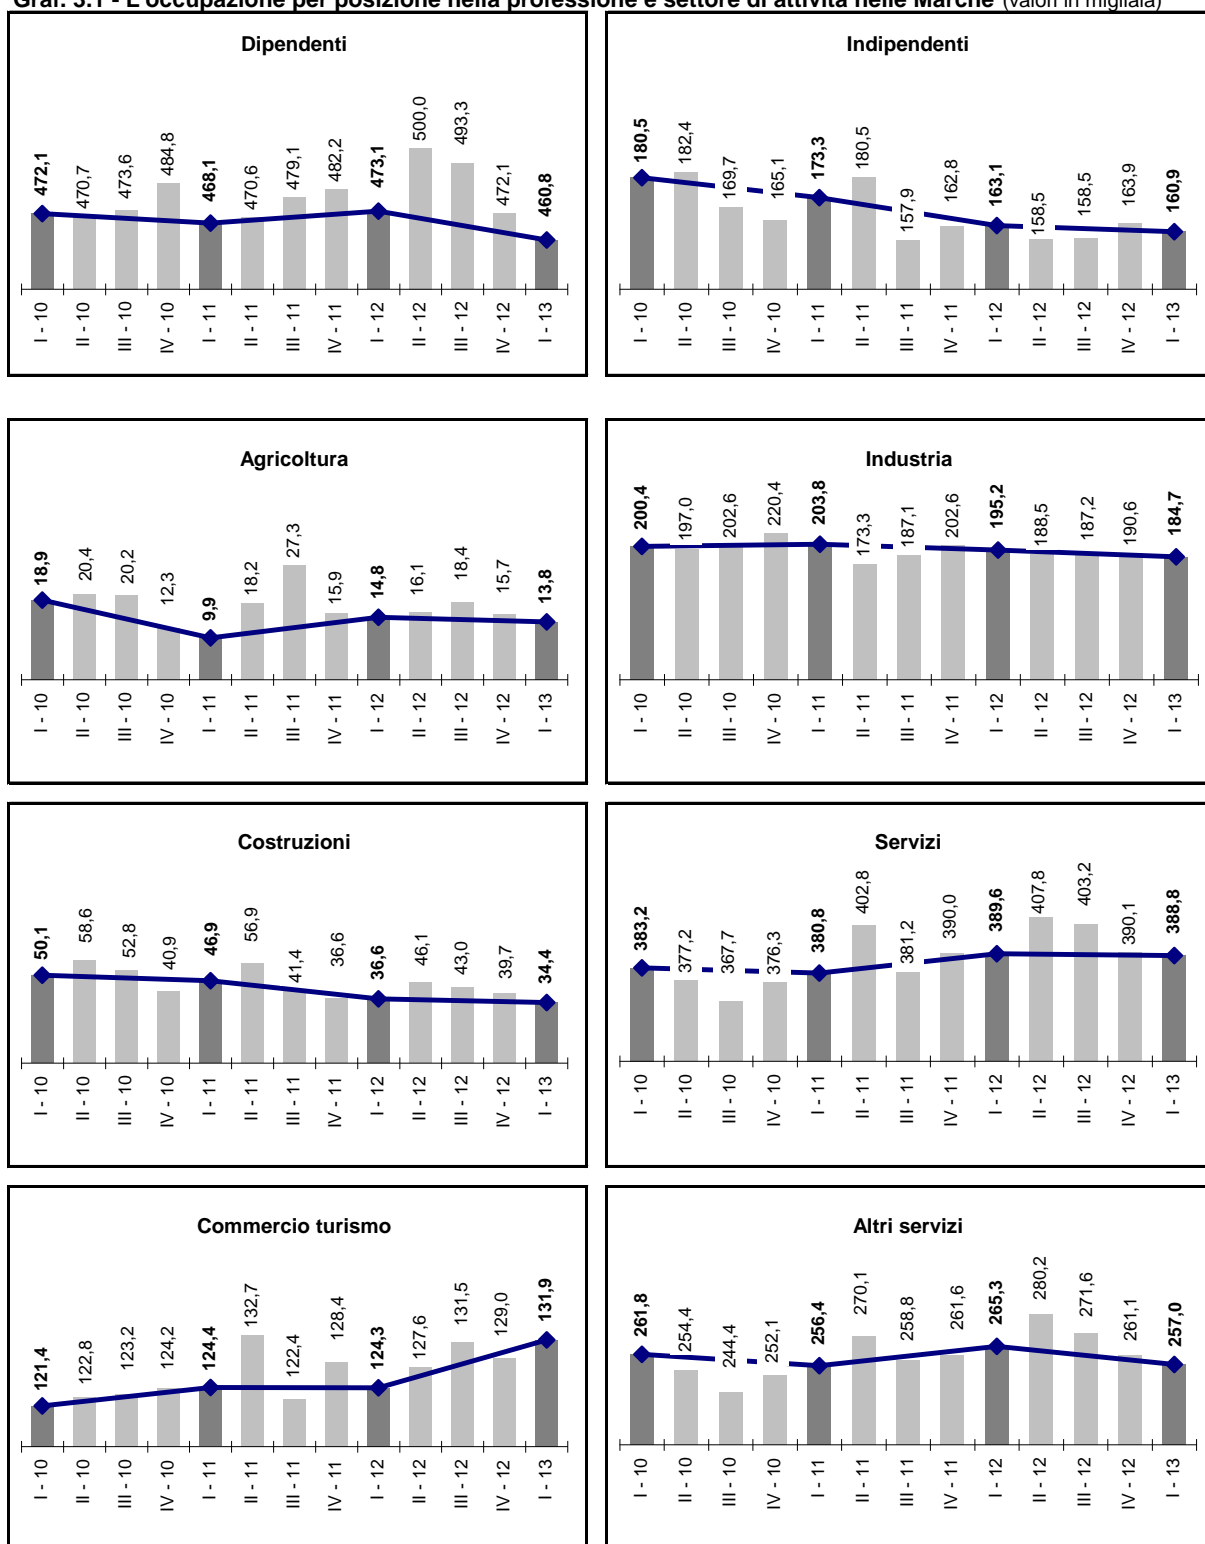 Graf. 3.1 - L'occupazione per posizione nella professione e settore di attività nelle Marche (valori in migliaia)
Dipendenti
472,1 470,7 473,6 484,8 468,1 470,6 479,1 482,2 473,1 500,0 493,3 472,1 460,8
I - 10 II - 10 III - 10 IV - 10 I - 11 II - 11 III - 11 IV - 11 I - 12 II - 12 III - 12 IV - 12 I - 13
Indipendenti
180,5 182,4 169,7 165,1 173,3 180,5 157,9 162,8 163,1 158,5 158,5 163,9 160,9
I - 10 II - 10 III - 10 IV - 10 I - 11 II - 11 III - 11 IV - 11 I - 12 II - 12 III - 12 IV - 12 I - 13
Agricoltura
18,9 20,4 20,2 12,3 9,9 18,2 27,3 15,9 14,8 16,1 18,4 15,7 13,8
I - 10 II - 10 III - 10 IV - 10 I - 11 II - 11 III - 11 IV - 11 I - 12 II - 12 III - 12 IV - 12 I - 13
Industria
200,4 197,0 202,6 220,4 203,8 173,3 187,1 202,6 195,2 188,5 187,2 190,6 184,7
I - 10 II - 10 III - 10 IV - 10 I - 11 II - 11 III - 11 IV - 11 I - 12 II - 12 III - 12 IV - 12 I - 13
Costruzioni
50,1 58,6 52,8 40,9 46,9 56,9 41,4 36,6 36,6 46,1 43,0 39,7 34,4
I - 10 II - 10 III - 10 IV - 10 I - 11 II - 11 III - 11 IV - 11 I - 12 II - 12 III - 12 IV - 12 I - 13
Servizi
383,2 377,2 367,7 376,3 380,8 402,8 381,2 390,0 389,6 407,8 403,2 390,1 388,8
I - 10 II - 10 III - 10 IV - 10 I - 11 II - 11 III - 11 IV - 11 I - 12 II - 12 III - 12 IV - 12 I - 13
Commercio turismo
121,4 122,8 123,2 124,2 124,4 132,7 122,4 128,4 124,3 127,6 131,5 129,0 131,9
I - 10 II - 10 III - 10 IV - 10 I - 11 II - 11 III - 11 IV - 11 I - 12 II - 12 III - 12 IV - 12 I - 13
Altri servizi
261,8 254,4 244,4 252,1 256,4 270,1 258,8 261,6 265,3 280,2 271,6 261,1 257,0
I - 10 II - 10 III - 10 IV - 10 I - 11 II - 11 III - 11 IV - 11 I - 12 II - 12 III - 12 IV - 12 I - 13